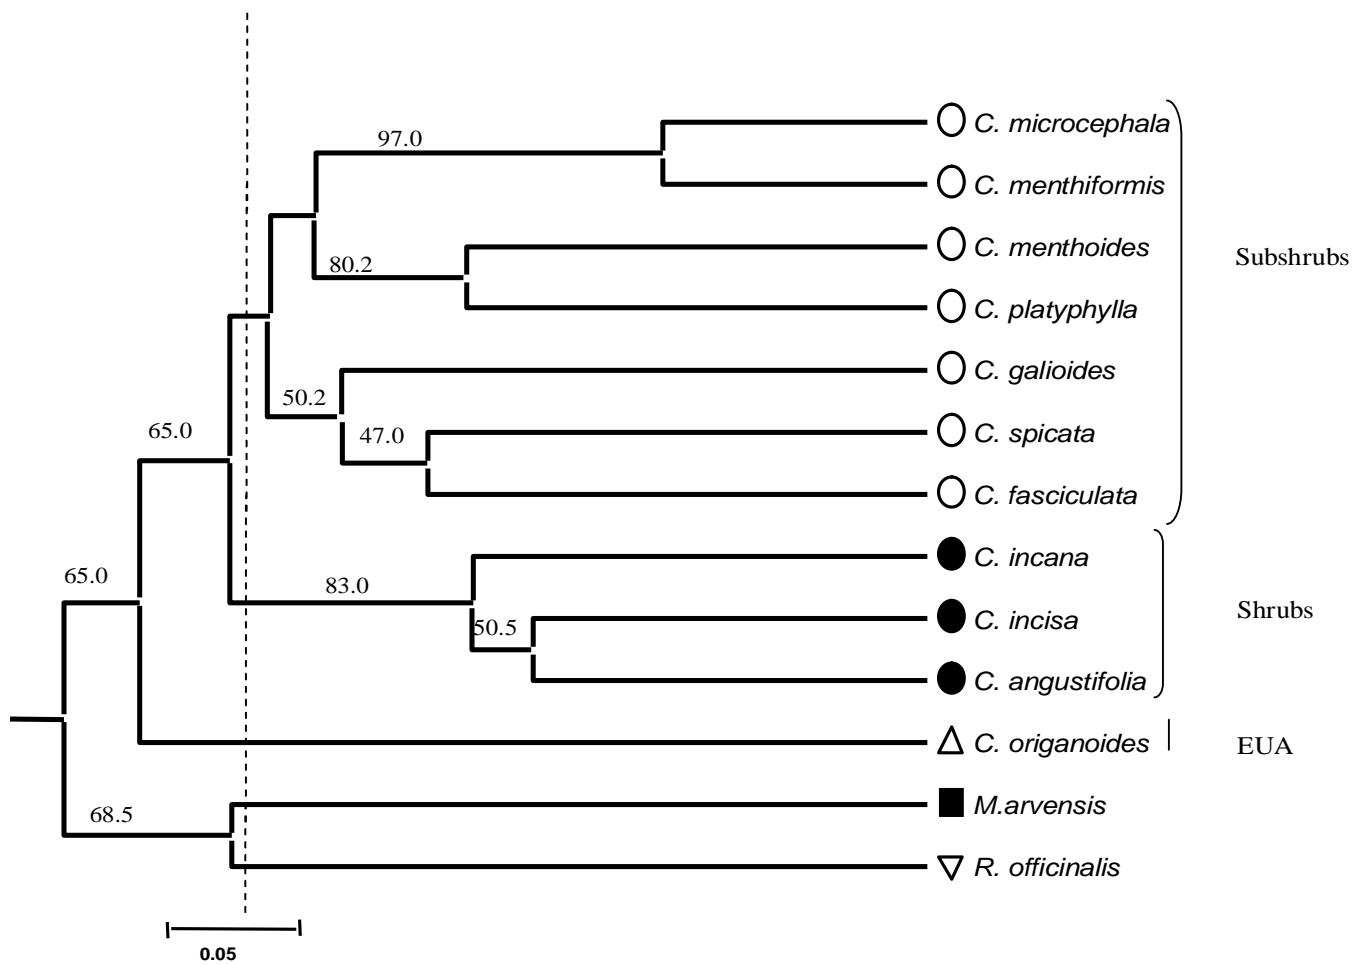 97.0
C. microcephala
C. menthiformis
80.2
C. menthoides
Subshrubs
C. platyphylla
50.2
C. galioides
65.0
47.0
C. spicata
C. fasciculata
65.0
83.0
C. incana
50.5
C. incisa
Shrubs
C. angustifolia
C. origanoides
EUA
68.5
M.arvensis
R. officinalis
0.05